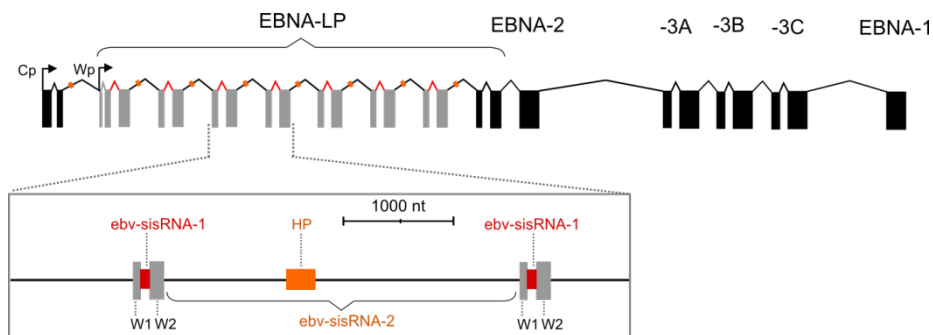 EBNA-LP EBNA-2 -3A -3B -3C EBNA-1
Cp Wp
1000 nt
ebv-sisRNA-1 HP ebv-sisRNA-1
W1 W2 ebv-sisRNA-2 W1 W2